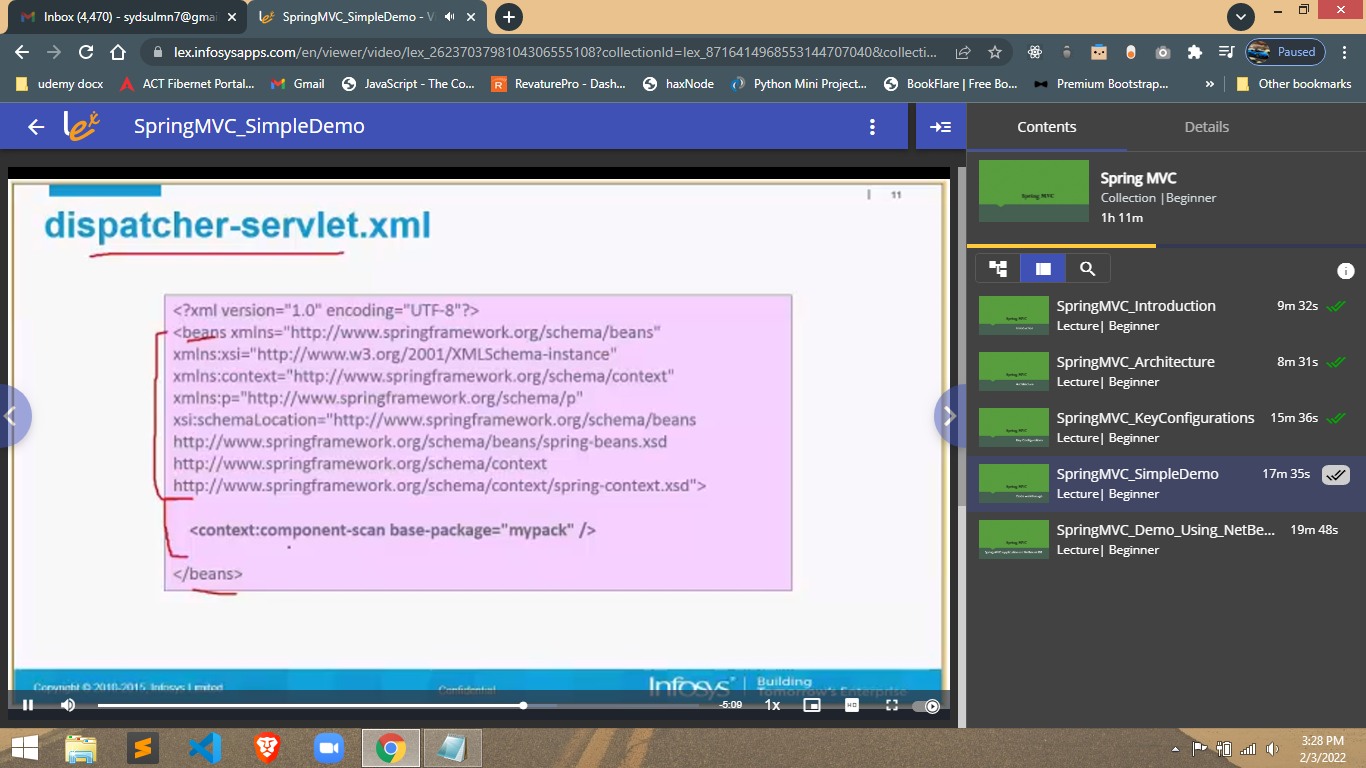 Inbox (4,470) - sydsulmn7@gmai
SpringMVC_SimpleDemo - Vi
lex.infosysapps.com/en/viewer/video/lex_26237037981043065551​08?collectionId=lex_8716414968553144707040&collecti...
Paused
udemy docx
ACT Fibernet Portal...
Gmail
JavaScript - The Co...
RevaturePro - Dash...
haxNode
Python Mini Project...
BookFlare | Free Bo...
Premium Bootstrap...
»
Other bookmarks
lex
SpringMVC_SimpleDemo
Contents
Details
| 11
dispatcher-servlet.xml
<?xml version="1.0" encoding="UTF-8"?>
<beans xmlns="http://www.springframework.org/schema/beans"
xmlns:xsi="http://www.w3.org/2001/XMLSchema-instance"
xmlns:context="http://www.springframework.org/schema/context"
xmlns:p="http://www.springframework.org/schema/p"
xsi:schemaLocation="http://www.springframework.org/schema/beans
http://www.springframework.org/schema/beans/spring-beans.xsd
http://www.springframework.org/schema/context
http://www.springframework.org/schema/context/spring-context.xsd">
<context:component-scan base-package="mypack" />
</beans>
Copyright © 2010-2015, Infosys Limited
Confidential
Infosys | Building
Tomorrow's Enterprise
-5:09
1x
HD
Spring MVC
Spring MVC
Collection |Beginner
1h 11m
SpringMVC_Introduction 9m 32s
Lecture| Beginner
SpringMVC_Architecture 8m 31s
Lecture| Beginner
SpringMVC_KeyConfigurations 15m 36s
Lecture| Beginner
SpringMVC_SimpleDemo 17m 35s
Lecture| Beginner
SpringMVC_Demo_Using_NetBe... 19m 48s
Lecture| Beginner
3:28 PM
2/3/2022